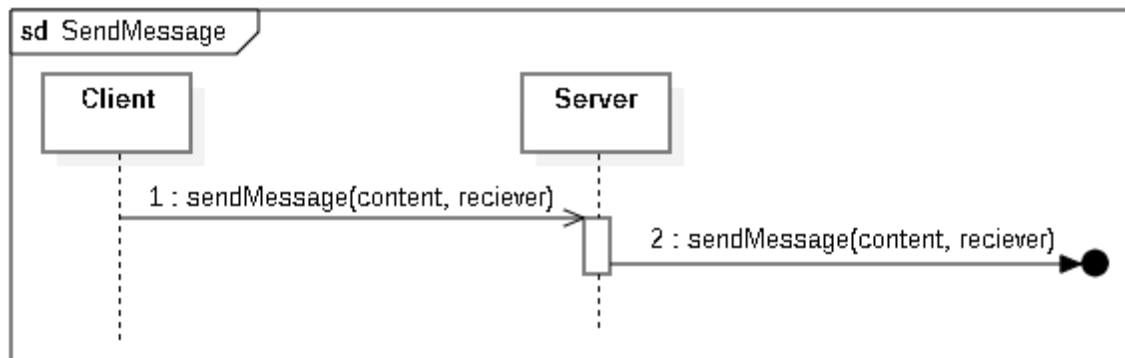 sd SendMessage
Client
Server
1 : sendMessage(content, reciever)
2 : sendMessage(content, reciever)